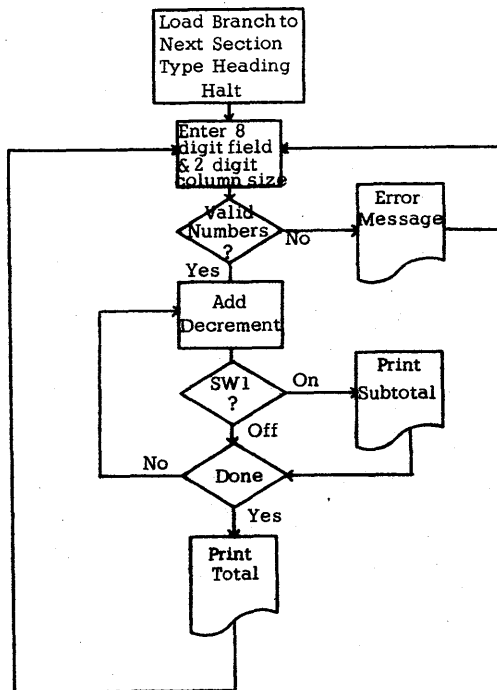 Load Branch to
Next Section
Type Heading
Halt
Enter 8
digit field
& 2 digit
column size
Valid
Numbers
?
No
Error
Message
Yes
Add
Decrement
SW1
?
On
Print
Subtotal
Off
No
Done
Yes
Print
Total